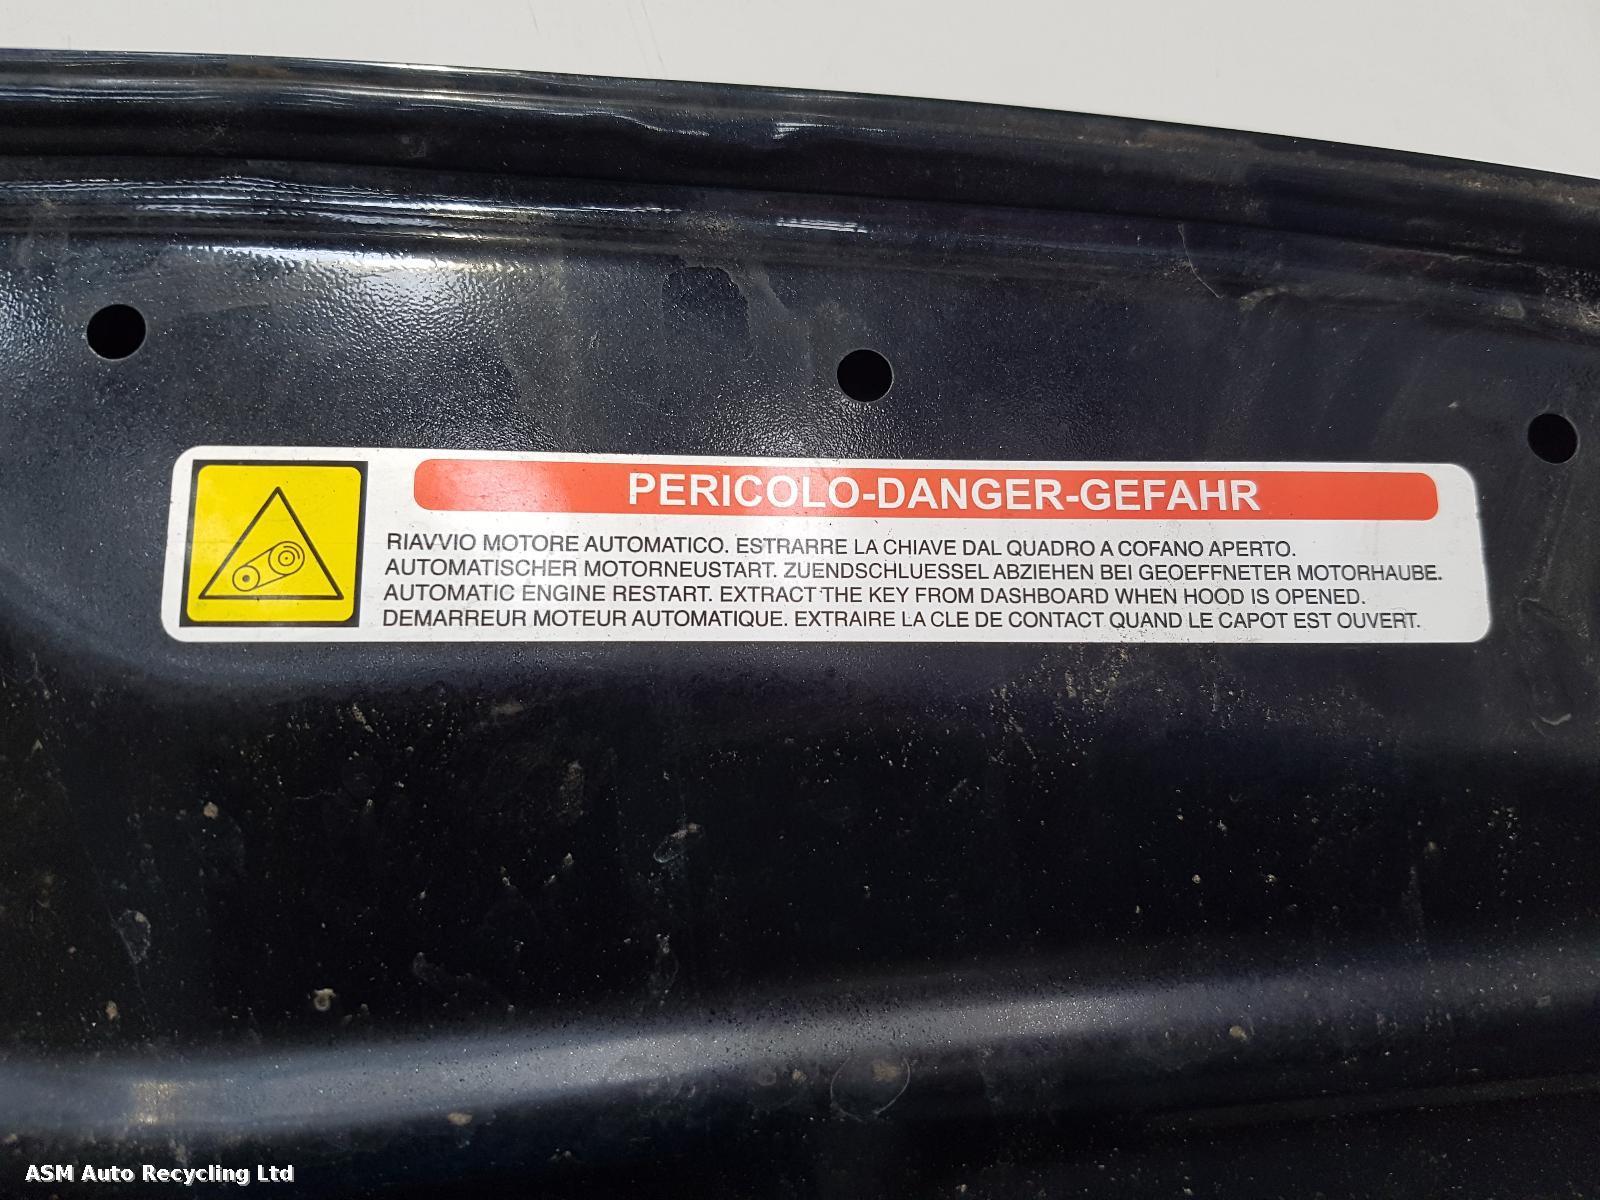 PERICOLO-DANGER-GEFAHR
RIAVVIO MOTORE AUTOMATICO. ESTRARRE LA CHIAVE DAL QUADRO A COFANO APERTO.
AUTOMATISCHER MOTORNEUSTART. ZUENDSCHLUESSEL ABZIEHEN BEI GEOEFFNETER MOTORHAUBE.
AUTOMATIC ENGINE RESTART. EXTRACT THE KEY FROM DASHBOARD WHEN HOOD IS OPENED.
DEMARREUR MOTEUR AUTOMATIQUE. EXTRAIRE LA CLE DE CONTACT QUAND LE CAPOT EST OUVERT.
ASM Auto Recycling Ltd